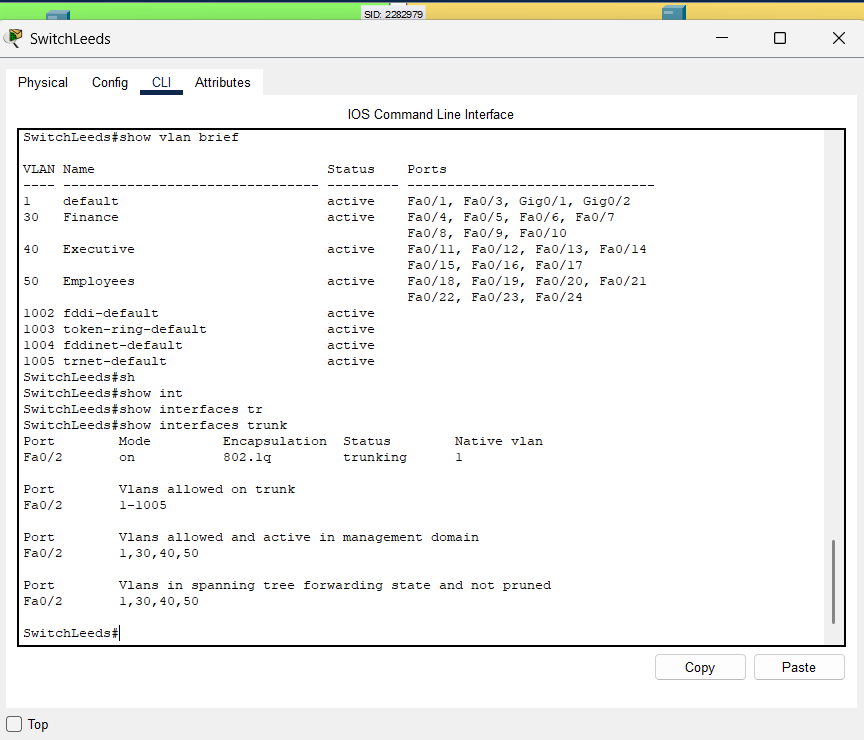 SID: 2282979
SwitchLeeds
Physical Config CLI Attributes
IOS Command Line Interface
SwitchLeeds#show vlan brief
VLAN Name                             Status    Ports
---- -------------------------------- --------- -------------------------------
1    default                          active    Fa0/1, Fa0/3, Gig0/1, Gig0/2
30   Finance                          active    Fa0/4, Fa0/5, Fa0/6, Fa0/7
                                                Fa0/8, Fa0/9, Fa0/10
40   Executive                        active    Fa0/11, Fa0/12, Fa0/13, Fa0/14
                                                Fa0/15, Fa0/16, Fa0/17
50   Employees                        active    Fa0/18, Fa0/19, Fa0/20, Fa0/21
                                                Fa0/22, Fa0/23, Fa0/24
1002 fddi-default                     active
1003 token-ring-default               active
1004 fddinet-default                  active
1005 trnet-default                    active
SwitchLeeds#sh
SwitchLeeds#show int
SwitchLeeds#show interfaces tr
SwitchLeeds#show interfaces trunk
Port        Mode         Encapsulation  Status        Native vlan
Fa0/2       on           802.1q         trunking      1
Port        Vlans allowed on trunk
Fa0/2       1-1005
Port        Vlans allowed and active in management domain
Fa0/2       1,30,40,50
Port        Vlans in spanning tree forwarding state and not pruned
Fa0/2       1,30,40,50
SwitchLeeds#
Copy Paste
Top